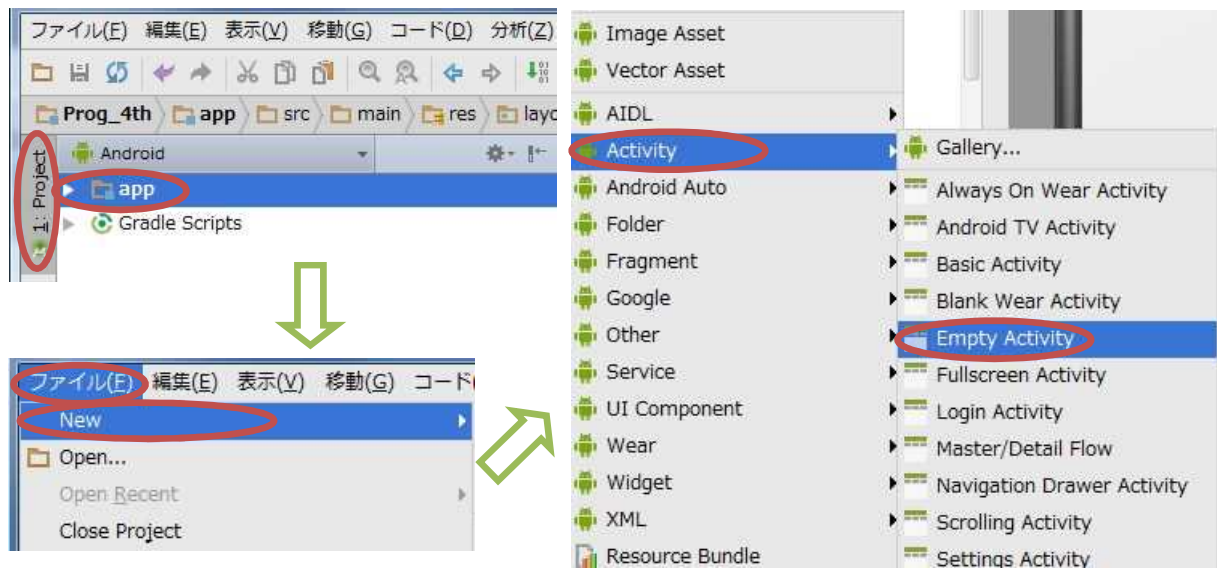 ファイル(F) 編集(E) 表示(V) 移動(G) コード(D) 分析(Z)
Prog_4th app src main res layo
1: Project
Android
app
Gradle Scripts
ファイル(F) 編集(E) 表示(V) 移動(G) コード
New
Open...
Open Recent
Close Project
Image Asset
Vector Asset
AIDL
Activity
Android Auto
Folder
Fragment
Google
Other
Service
UI Component
Wear
Widget
XML
Resource Bundle
Gallery...
Always On Wear Activity
Android TV Activity
Basic Activity
Blank Wear Activity
Empty Activity
Fullscreen Activity
Login Activity
Master/Detail Flow
Navigation Drawer Activity
Scrolling Activity
Settings Activity